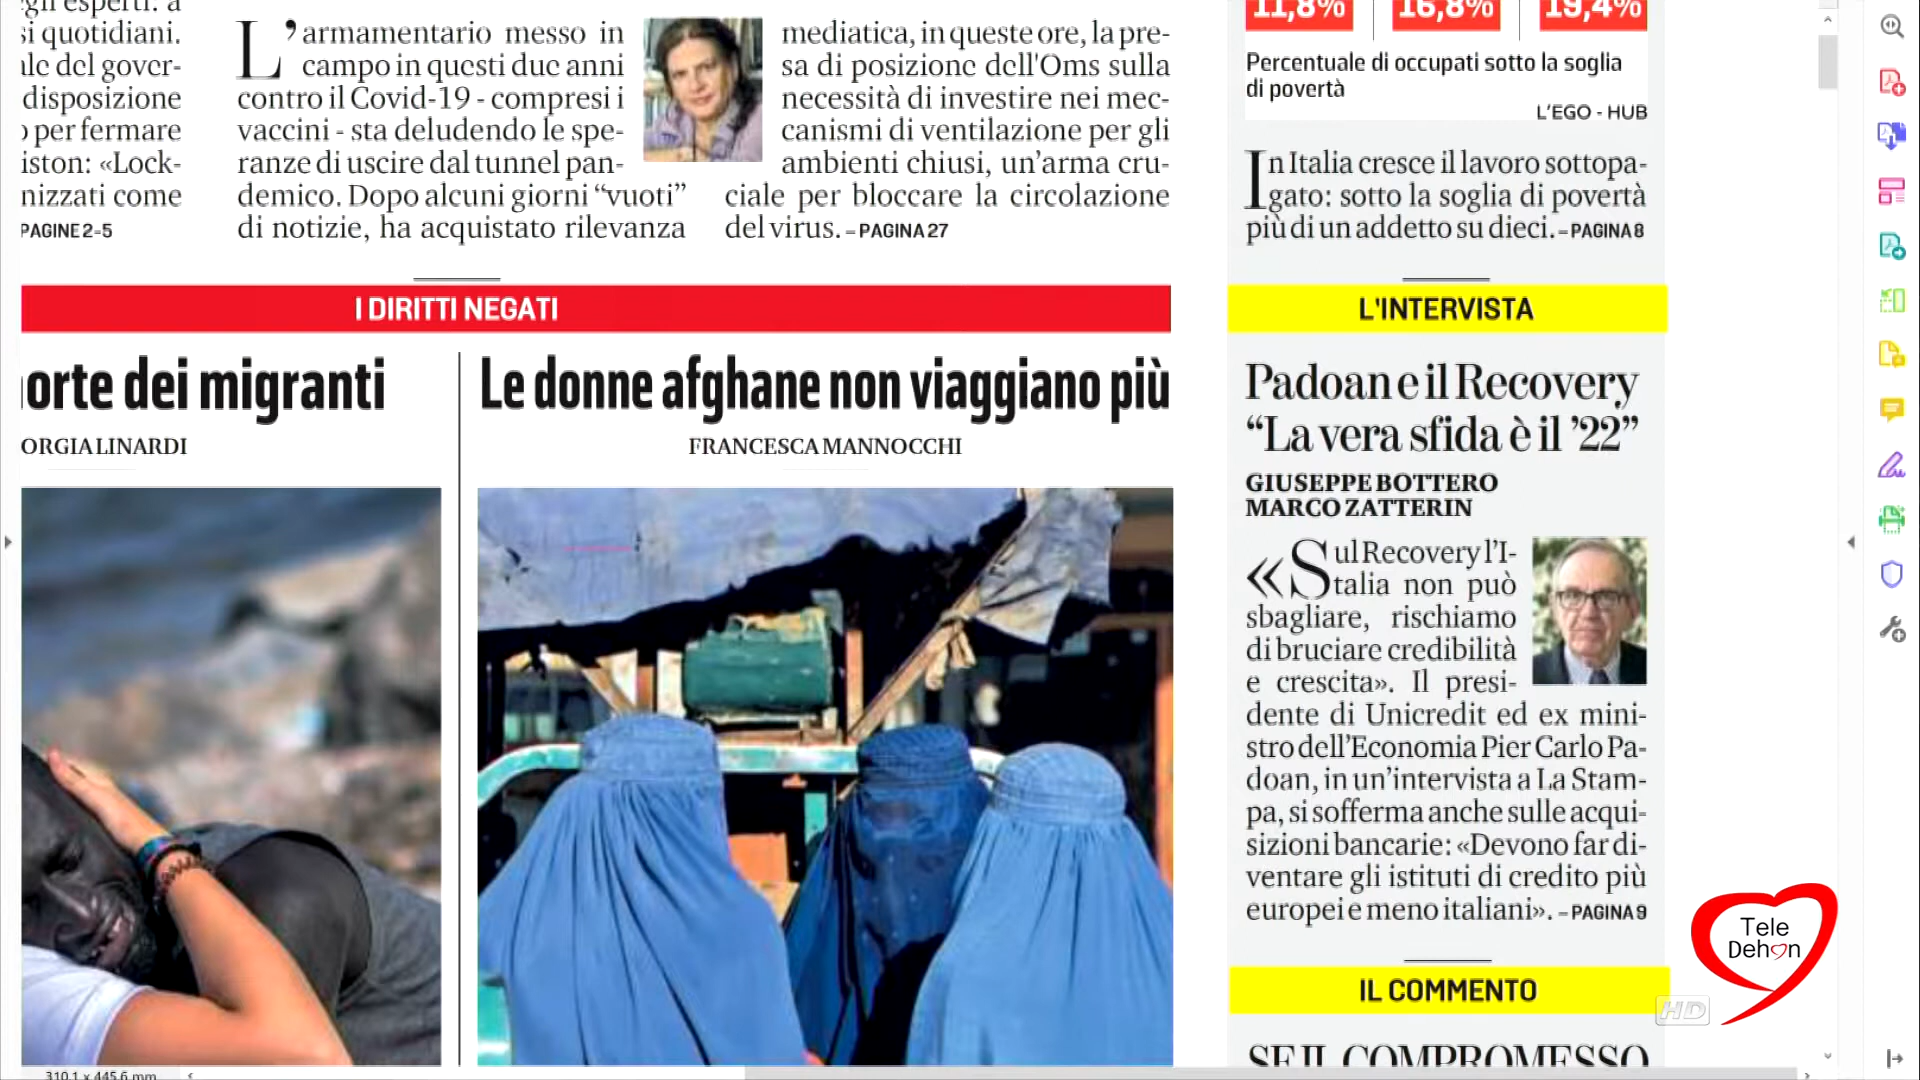 egli esperti: a
si quotidiani.
ale del gover-
disposizione
o per fermare
iston: «Lock-
nizzati come
PAGINE 2-5
L'armamentario messo in
campo in questi due anni
contro il Covid-19 - compresi i
vaccini - sta deludendo le spe-
ranze di uscire dal tunnel pan-
demico. Dopo alcuni giorni “vuoti”
di notizie, ha acquistato rilevanza
mediatica, in queste ore, la pre-
sa di posizione dell'Oms sulla
necessità di investire nei mec-
canismi di ventilazione per gli
ambienti chiusi, un’arma cru-
ciale per bloccare la circolazione
del virus. – PAGINA 27
11,8% 16,8% 19,4%
Percentuale di occupati sotto la soglia
di povertà
L’EGO - HUB
In Italia cresce il lavoro sottopa-
gato: sotto la soglia di povertà
più di un addetto su dieci. – PAGINA 8
I DIRITTI NEGATI
orte dei migranti
ORGIA LINARDI
Le donne afghane non viaggiano più
FRANCESCA MANNOCCHI
L'INTERVISTA
Padoan e il Recovery
“La vera sfida è il ’22”
GIUSEPPE BOTTERO
MARCO ZATTERIN
«Sul Recovery l’I-
talia non può
sbagliare, rischiamo
di bruciare credibilità
e crescita». Il presi-
dente di Unicredit ed ex mini-
stro dell’Economia Pier Carlo Pa-
doan, in un’intervista a La Stam-
pa, si sofferma anche sulle acqui-
sizioni bancarie: «Devono far di-
ventare gli istituti di credito più
europei e meno italiani». – PAGINA 9
IL COMMENTO
SE IL COMPROMESSO
Tele
Dehon
HD
310,1 x 445,6 mm